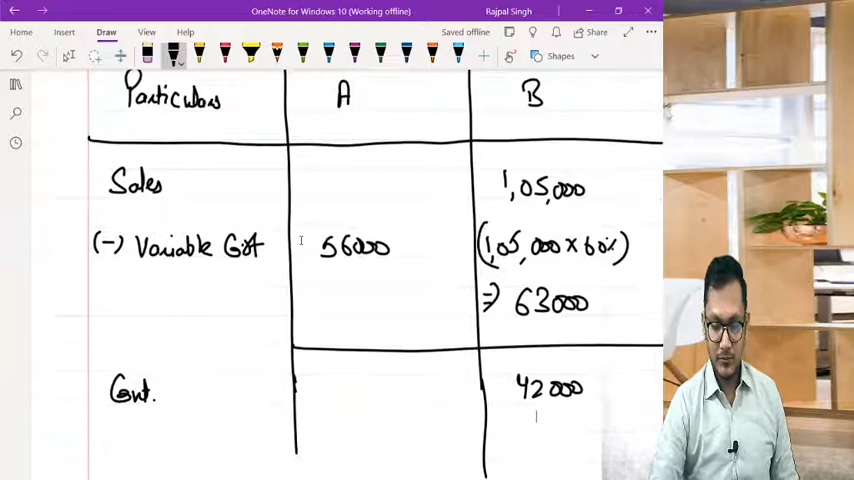 OneNote for Windows 10 (Working offline)
Rajpal Singh
Home Insert Draw View Help
Saved offline
Share
Shapes
Particulars A B
Sales 1,05,000
(-) Variable Cost 56000 (1,05,000 × 60%)
⇒ 63000
Cont. 42000